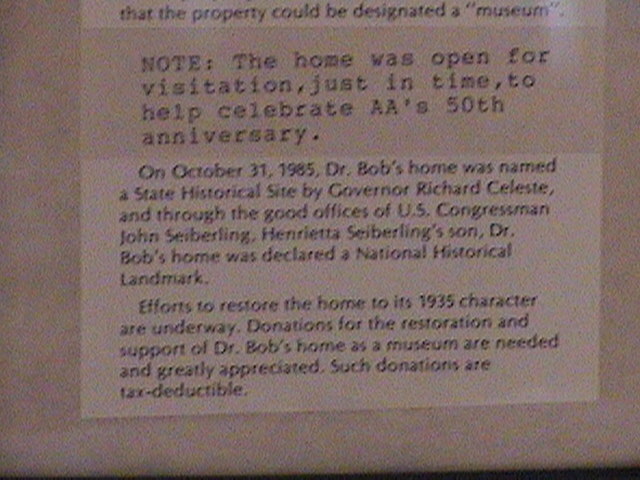 that the property could be designated a "museum".
NOTE: The home was open for
visitation,just in time,to
help celebrate AA's 50th
anniversary.
On October 31, 1985, Dr. Bob's home was named
a State Historical Site by Governor Richard Celeste,
and through the good offices of U.S. Congressman
John Seiberling, Henrietta Seiberling's son, Dr.
Bob's home was declared a National Historical
Landmark.
Efforts to restore the home to its 1935 character
are underway. Donations for the restoration and
support of Dr. Bob's home as a museum are needed
and greatly appreciated. Such donations are
tax-deductible.